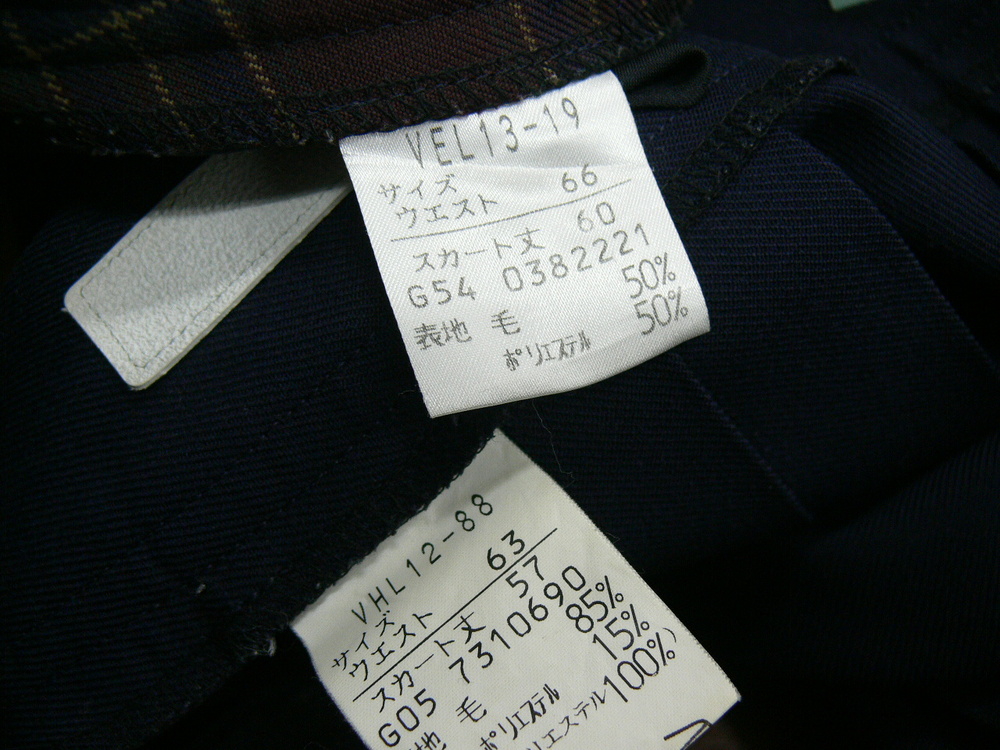 VEL13-19
サイズ
ウエスト 66
スカート丈 60
G54 0382221
表地 毛 50%
ポリエステル 50%
VHL12-88
サイズ
ウエスト 63
スカート丈 57
G05 7310690
地 毛 85%
ポリエステル 15%
リエステル100%)